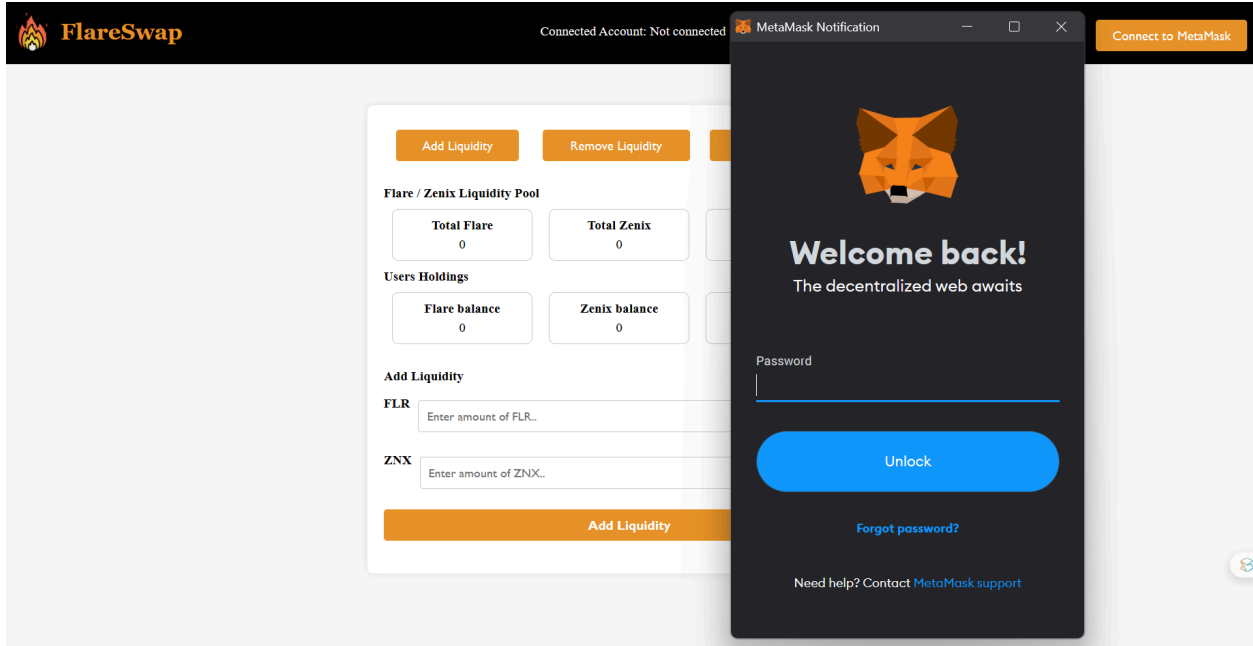 FlareSwap
Connected Account: Not connected
Connect to MetaMask
Add Liquidity
Remove Liquidity
Flare / Zenix Liquidity Pool
Total Flare
0
Total Zenix
0
Users Holdings
Flare balance
0
Zenix balance
0
Add Liquidity
FLR
Enter amount of FLR..
ZNX
Enter amount of ZNX..
Add Liquidity
MetaMask Notification
Welcome back!
The decentralized web awaits
Password
Unlock
Forgot password?
Need help? Contact MetaMask support